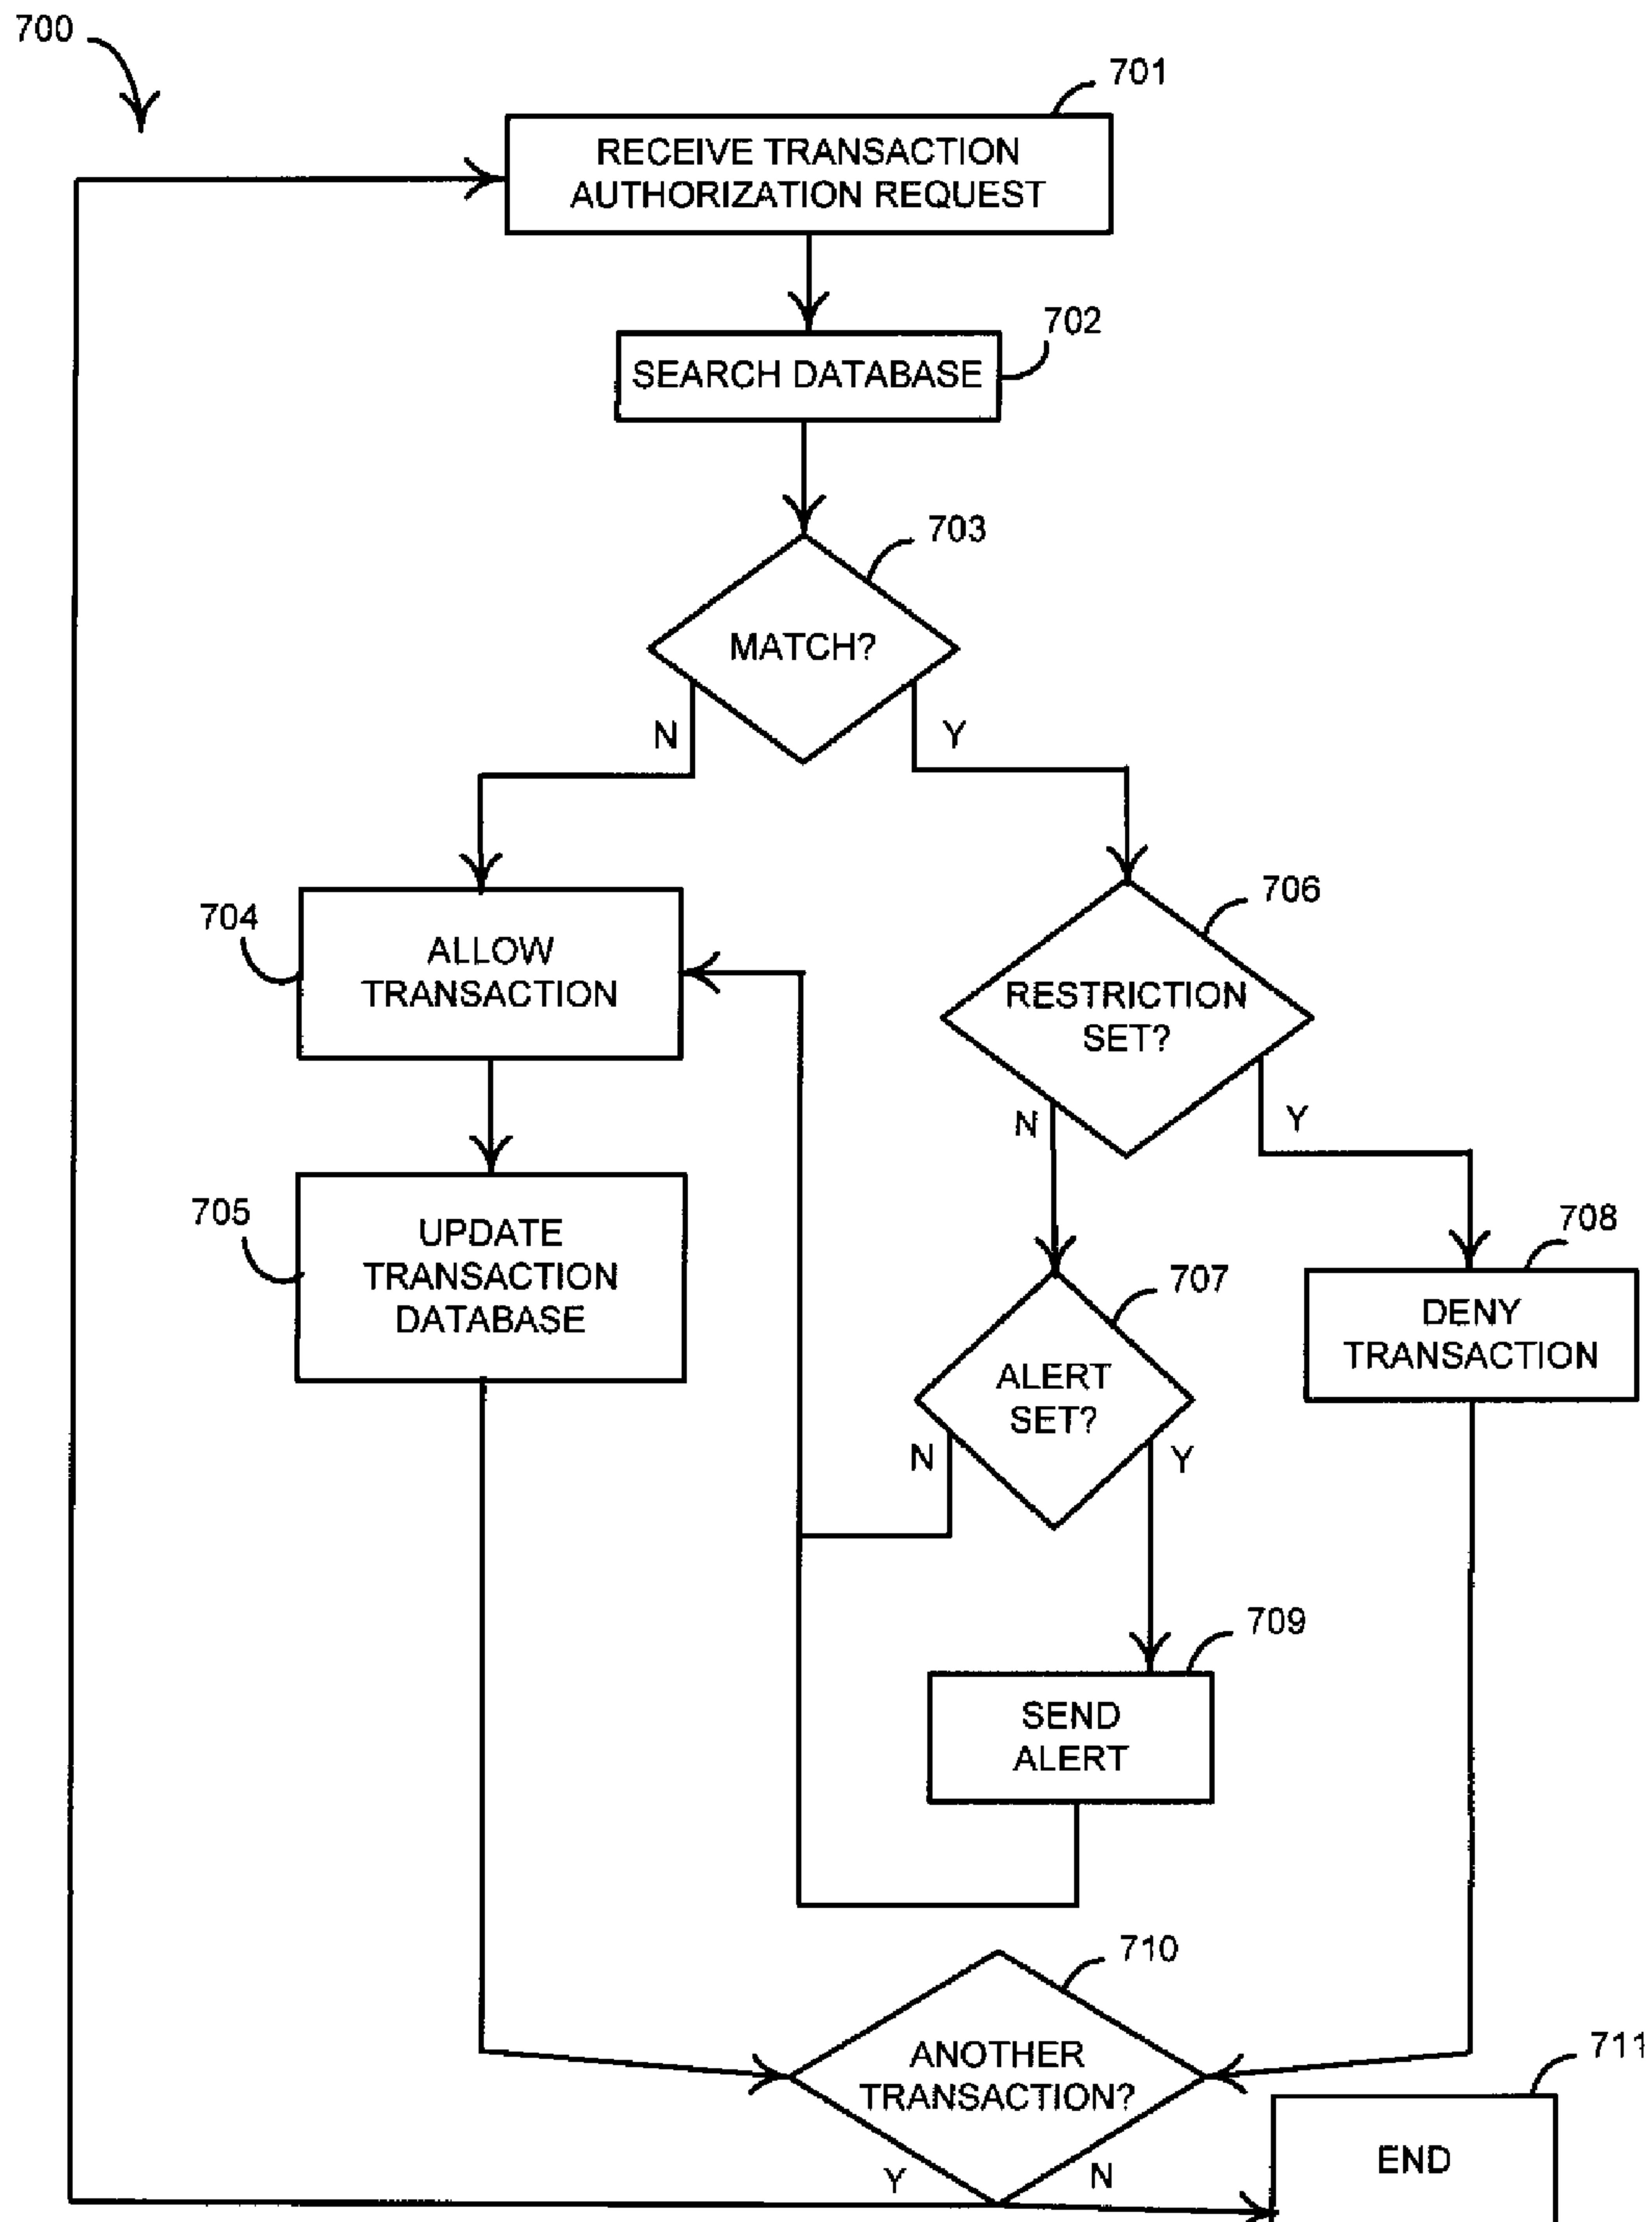 700
701
RECEIVE TRANSACTION
AUTHORIZATION REQUEST
702
SEARCH DATABASE
703
MATCH?
N
Y
704
ALLOW
TRANSACTION
706
RESTRICTION
SET?
N
Y
705
UPDATE
TRANSACTION
DATABASE
707
ALERT
SET?
N
Y
708
DENY
TRANSACTION
709
SEND
ALERT
710
ANOTHER
TRANSACTION?
Y
N
711
END